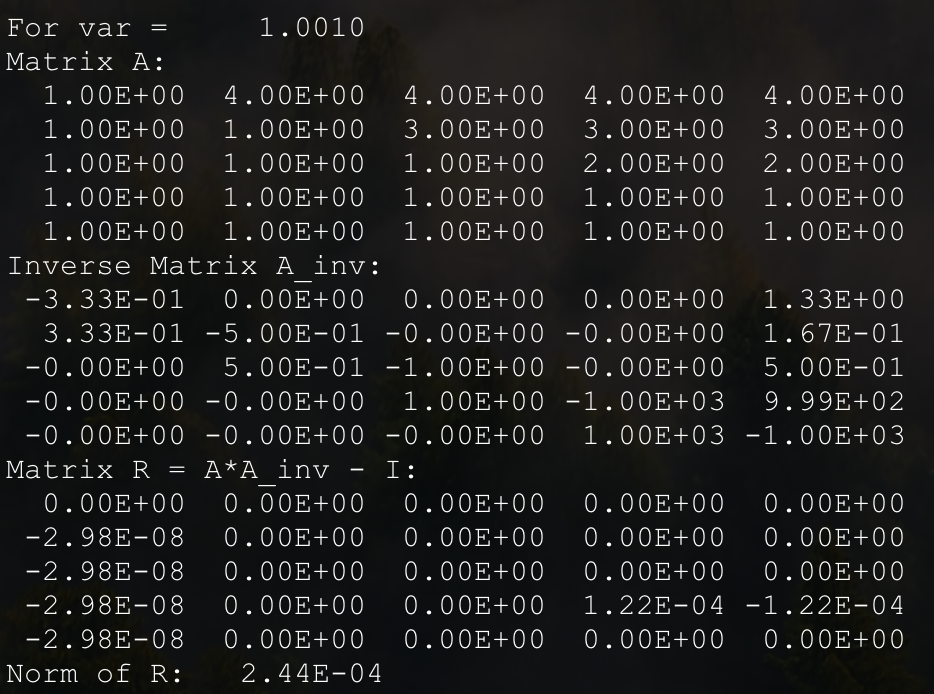 For var =     1.0010
Matrix A:
  1.00E+00  4.00E+00  4.00E+00  4.00E+00  4.00E+00
  1.00E+00  1.00E+00  3.00E+00  3.00E+00  3.00E+00
  1.00E+00  1.00E+00  1.00E+00  2.00E+00  2.00E+00
  1.00E+00  1.00E+00  1.00E+00  1.00E+00  1.00E+00
  1.00E+00  1.00E+00  1.00E+00  1.00E+00  1.00E+00
Inverse Matrix A_inv:
 -3.33E-01  0.00E+00  0.00E+00  0.00E+00  1.33E+00
  3.33E-01 -5.00E-01 -0.00E+00 -0.00E+00  1.67E-01
 -0.00E+00  5.00E-01 -1.00E+00 -0.00E+00  5.00E-01
 -0.00E+00 -0.00E+00  1.00E+00 -1.00E+03  9.99E+02
 -0.00E+00 -0.00E+00 -0.00E+00  1.00E+03 -1.00E+03
Matrix R = A*A_inv - I:
  0.00E+00  0.00E+00  0.00E+00  0.00E+00  0.00E+00
 -2.98E-08  0.00E+00  0.00E+00  0.00E+00  0.00E+00
 -2.98E-08  0.00E+00  0.00E+00  0.00E+00  0.00E+00
 -2.98E-08  0.00E+00  0.00E+00  1.22E-04 -1.22E-04
 -2.98E-08  0.00E+00  0.00E+00  0.00E+00  0.00E+00
Norm of R:   2.44E-04